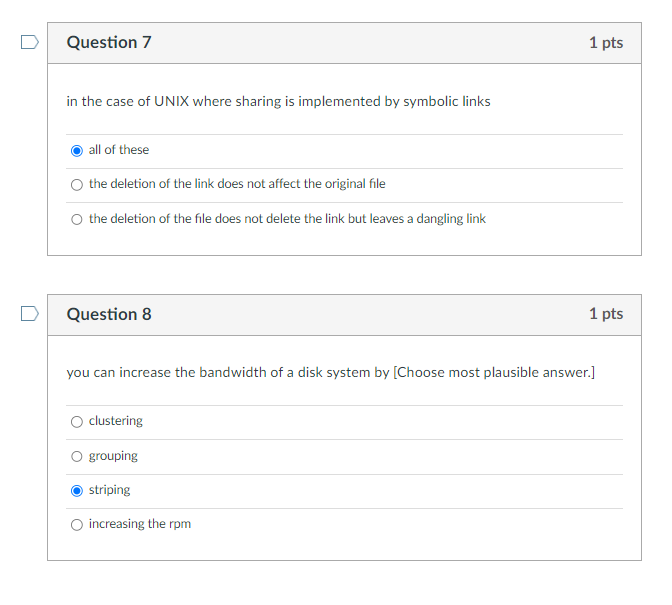 Question 7
1 pts
in the case of UNIX where sharing is implemented by symbolic links
all of these
the deletion of the link does not affect the original file
the deletion of the file does not delete the link but leaves a dangling link
Question 8
1 pts
you can increase the bandwidth of a disk system by [Choose most plausible answer.]
clustering
grouping
striping
increasing the rpm